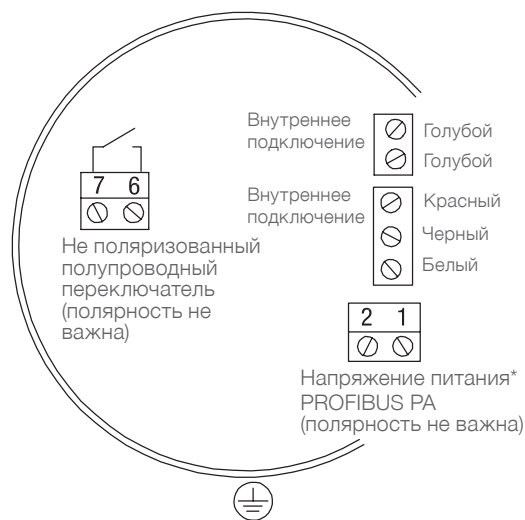 Внутреннее
подключение
Голубой
Голубой
7 6
Внутреннее
подключение
Красный
Черный
Белый
Не поляризованный
полупроводный
переключатель
(полярность не
важна)
2 1
Напряжение питания*
PROFIBUS PA
(полярность не важна)